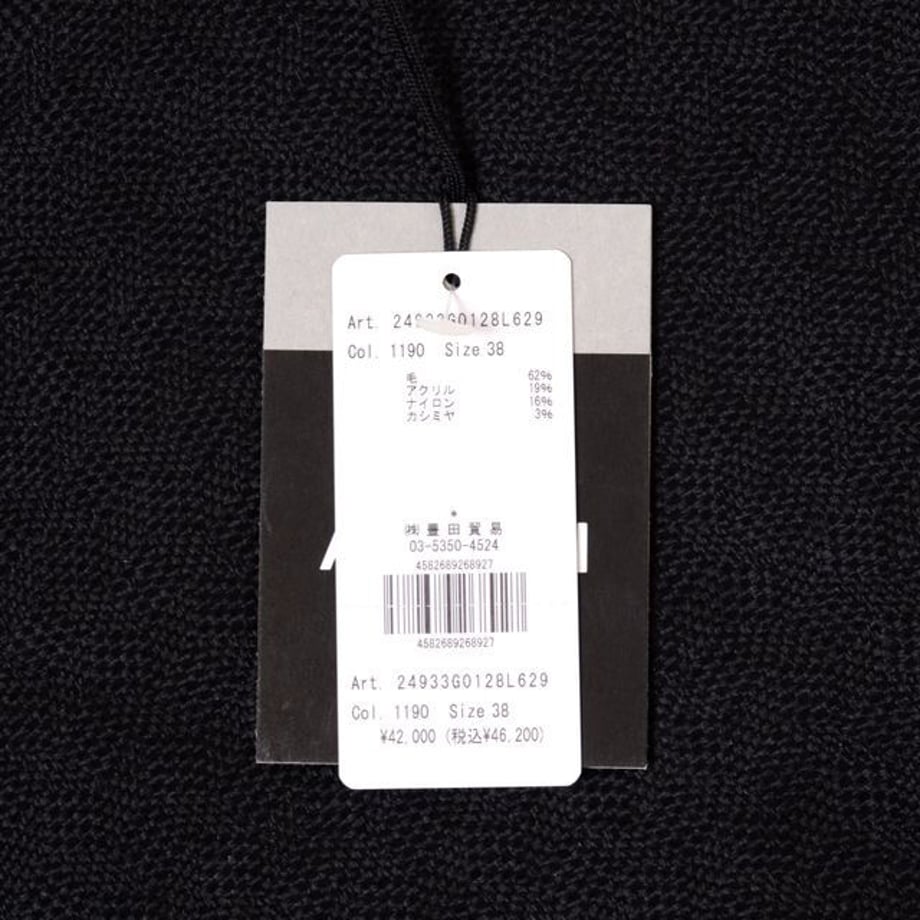 Art. 24933G0128L629
Col. 1190 Size 38
毛 62%
アクリル 19%
ナイロン 16%
カシミヤ 3%
㈱豊田貿易
03-5350-4524
4582689268927
4582689268927
Art. 24933G0128L629
Col. 1190 Size 38
¥42,000 (税込¥46,200)